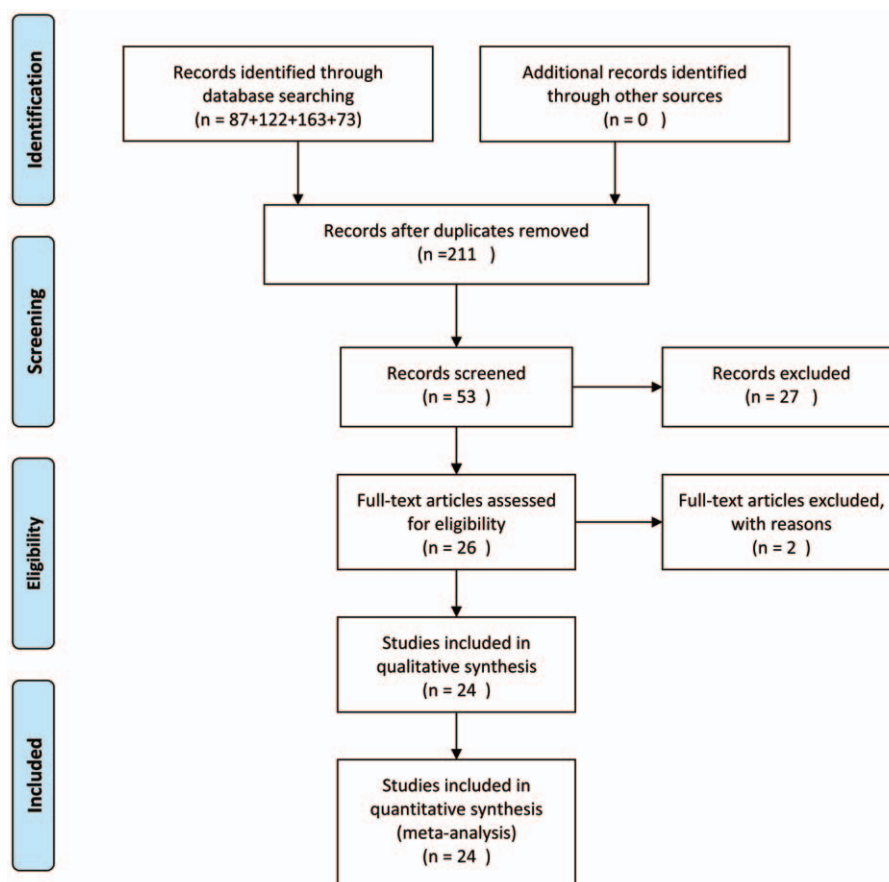 Identification
Records identified through
database searching
(n = 87+122+163+73)
Additional records identified
through other sources
(n = 0 )
Records after duplicates removed
(n =211 )
Screening
Records screened
(n = 53 )
Records excluded
(n = 27 )
Eligibility
Full-text articles assessed
for eligibility
(n = 26 )
Full-text articles excluded,
with reasons
(n = 2 )
Studies included in
qualitative synthesis
(n = 24 )
Included
Studies included in
quantitative synthesis
(meta-analysis)
(n = 24 )